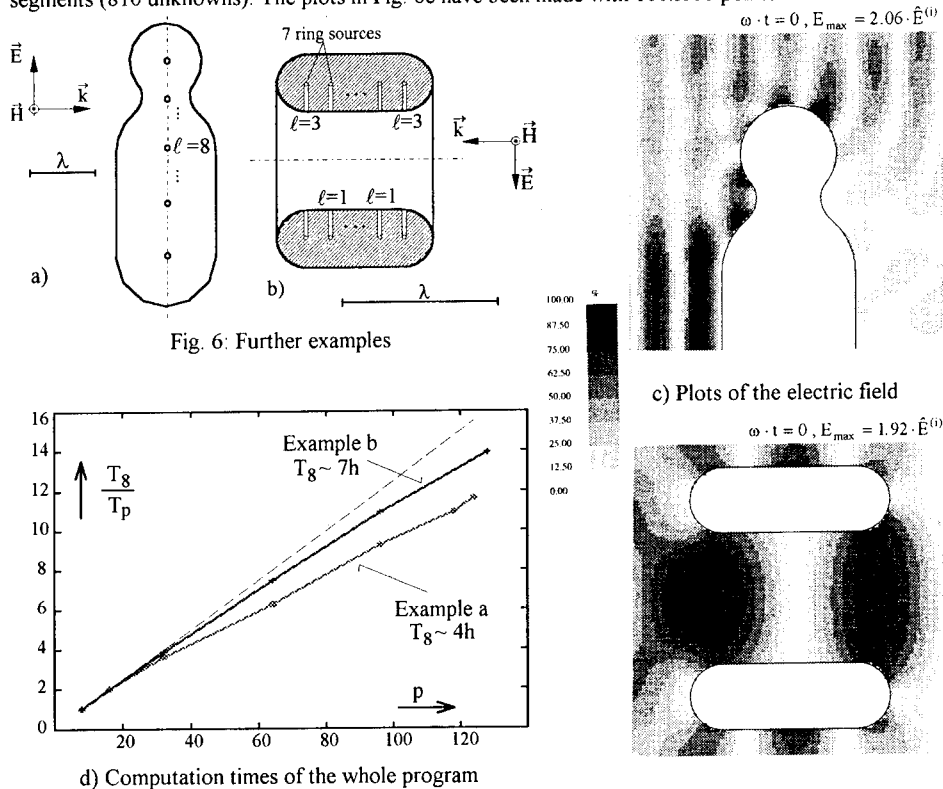 segments (810 unknowns). The plots in Fig. 6c have been made with
ω · t = 0 , E_max = 2.06 · Ê^(i)
7 ring sources
E⃗
H⃗
k⃗
λ
ℓ=8
⋮
⋮
a)
ℓ=3
...
ℓ=3
ℓ=1
...
ℓ=1
k⃗
H⃗
E⃗
b)
λ
Fig. 6: Further examples
%
100.00
87.50
75.00
62.50
50.00
37.50
25.00
12.50
0.00
c) Plots of the electric field
ω · t = 0 , E_max = 1.92 · Ê^(i)
16
14
12
10
8
6
4
2
0
T_8
T_p
Example b
T_8 ~ 7h
Example a
T_8 ~ 4h
p
20
40
60
80
100
120
d) Computation times of the whole program